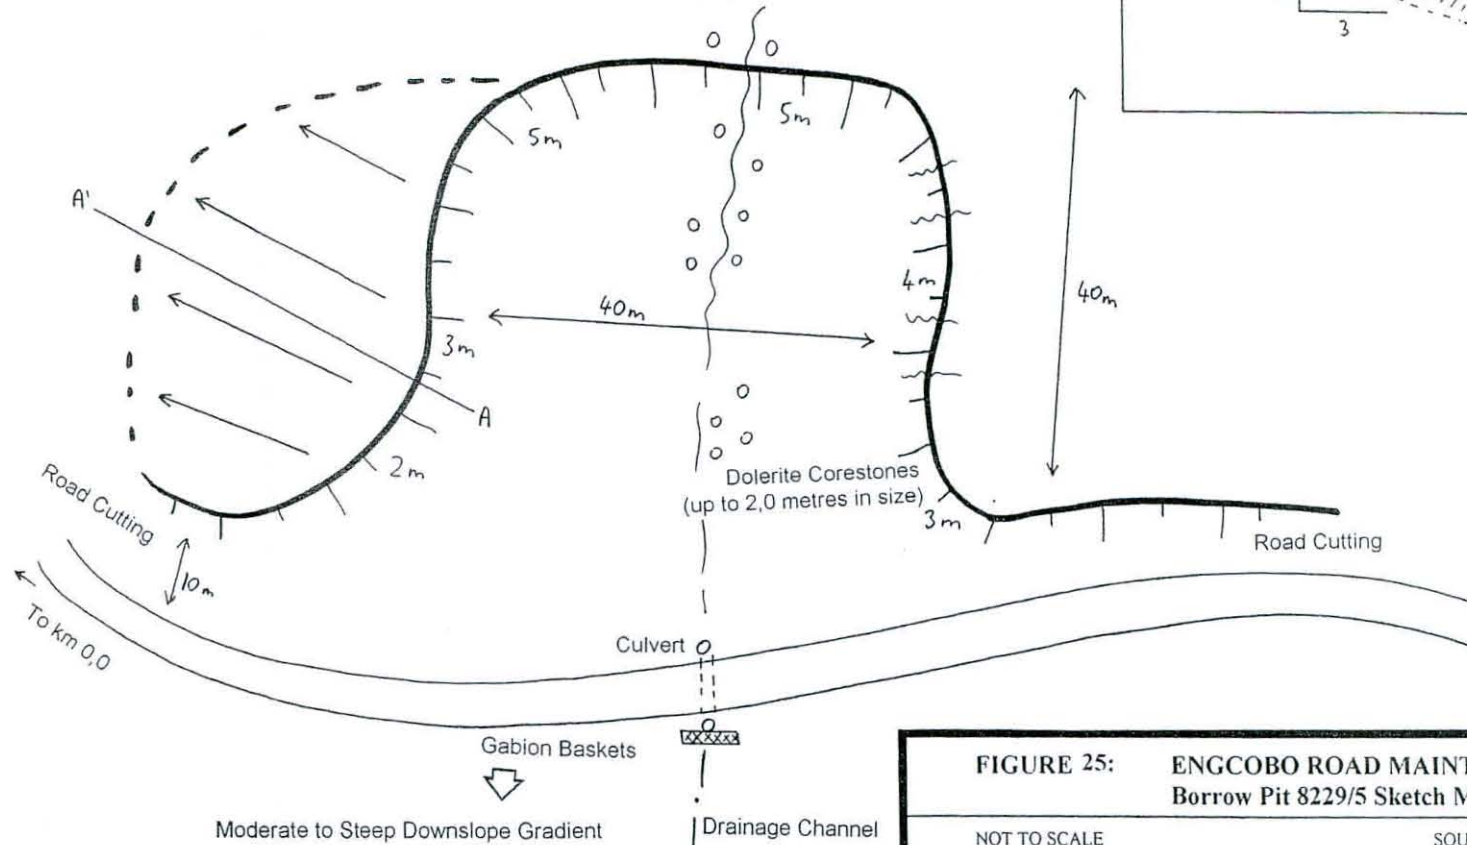 3
5m
5m
A'
4m
40m
40m
3m
A
2m
Road Cutting
Dolerite Corestones
(up to 2,0 metres in size)
3m
Road Cutting
10m
To km 0,0
Culvert
Gabion Baskets
Moderate to Steep Downslope Gradient
Drainage Channel
FIGURE 25: ENGCOBO ROAD MAINT
Borrow Pit 8229/5 Sketch M
NOT TO SCALE SOU